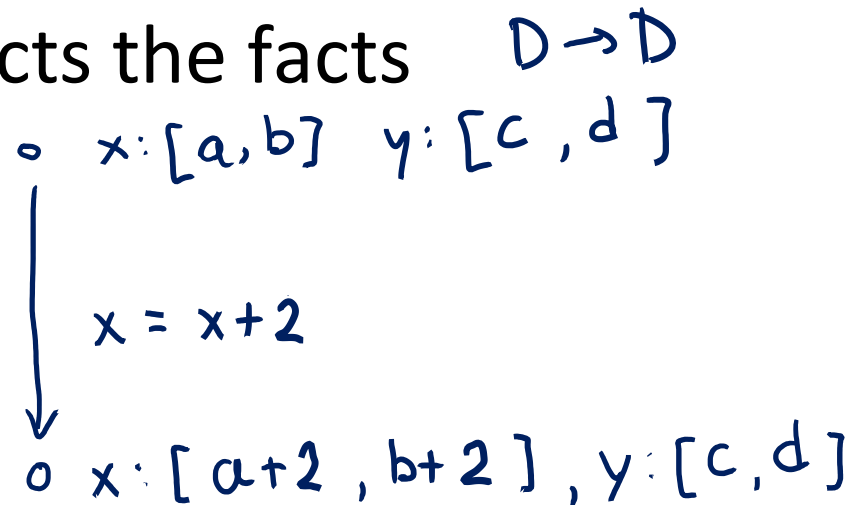 cts the facts D → D
x: [a, b] y: [c, d]
x = x + 2
x: [a+2, b+2], y: [c, d]